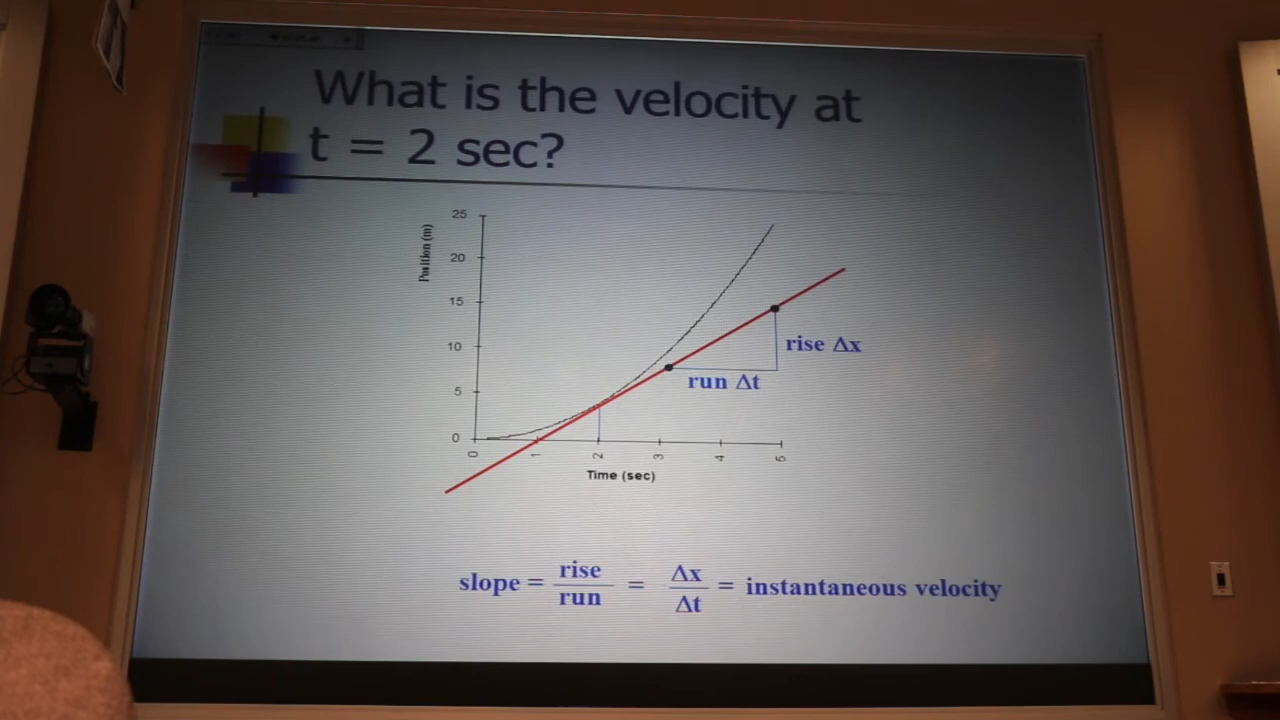 What is the velocity at
t = 2 sec?
Position (m)
25
20
15
10
5
0
0 1 2 3 4 5
Time (sec)
rise Δx
run Δt
slope = rise/run = Δx/Δt = instantaneous velocity